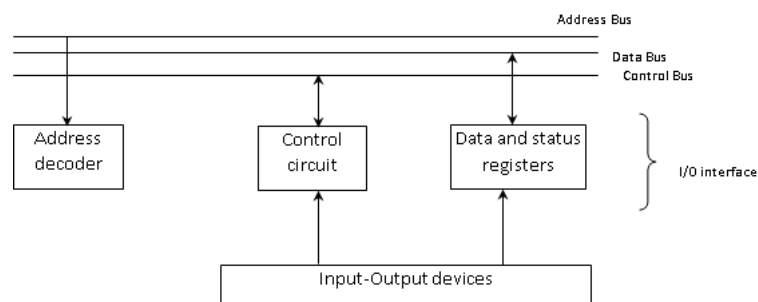 Address Bus
Data Bus
Control Bus
Address
decoder
Control
circuit
Data and status
registers
I/O interface
Input-Output devices